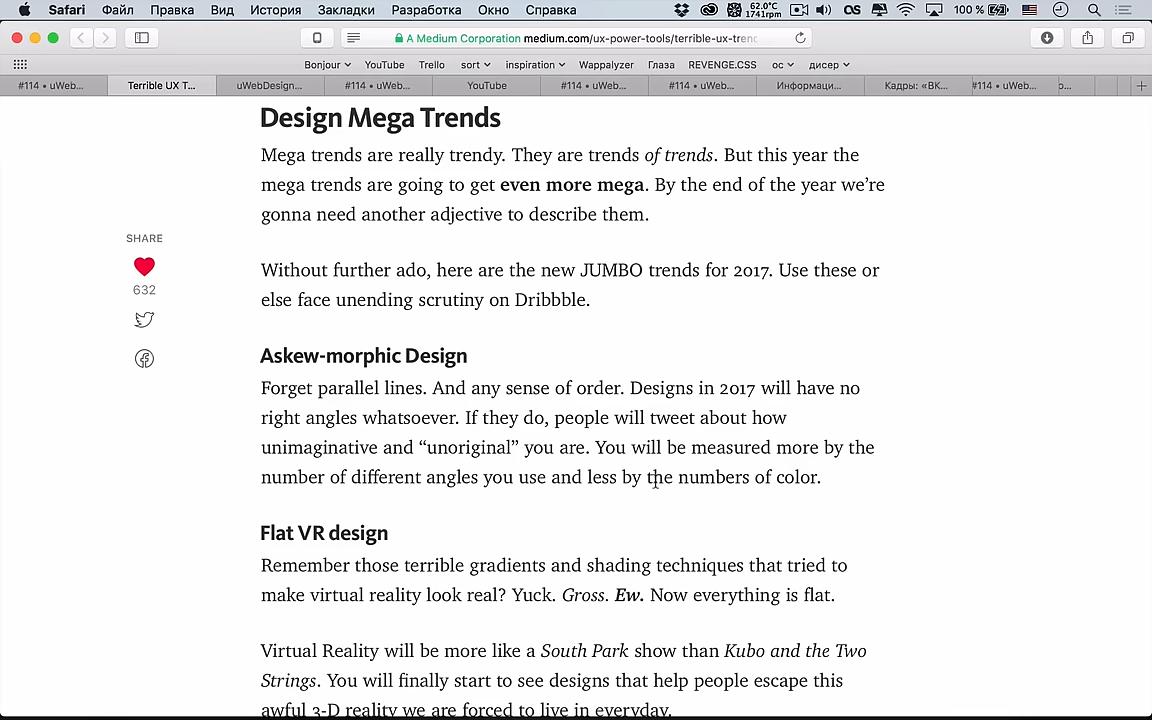 Safari Файл Правка Вид История Закладки Разработка Окно Справка 62.0°C 1741rpm 100 %
A Medium Corporation medium.com/ux-power-tools/terrible-ux-trend
Bonjour YouTube Trello sort inspiration Wappalyzer Глаза REVENGE.CSS ос дисер
#114 • uWeb... Terrible UX T... uWebDesign... #114 • uWeb... YouTube #114 • uWeb... #114 • uWeb... Информаци... Кадры: «ВК... #114 • uWeb...
Design Mega Trends
Mega trends are really trendy. They are trends of trends. But this year the
mega trends are going to get even more mega. By the end of the year we’re
gonna need another adjective to describe them.
SHARE
632
Without further ado, here are the new JUMBO trends for 2017. Use these or
else face unending scrutiny on Dribbble.
Askew-morphic Design
Forget parallel lines. And any sense of order. Designs in 2017 will have no
right angles whatsoever. If they do, people will tweet about how
unimaginative and “unoriginal” you are. You will be measured more by the
number of different angles you use and less by the numbers of color.
Flat VR design
Remember those terrible gradients and shading techniques that tried to
make virtual reality look real? Yuck. Gross. Ew. Now everything is flat.
Virtual Reality will be more like a South Park show than Kubo and the Two
Strings. You will finally start to see designs that help people escape this
awful 3-D reality we are forced to live in everyday.